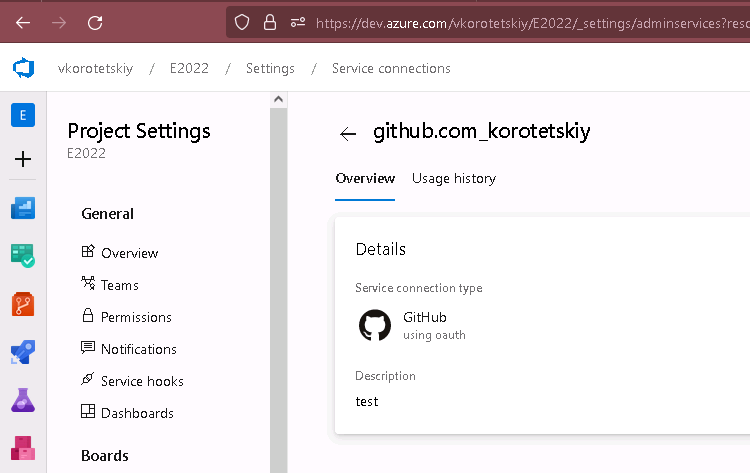 https://dev.azure.com/vkorotetskiy/E2022/_settings/adminservices?reso
vkorotetskiy / E2022 / Settings / Service connections
E
Project Settings
E2022
General
Overview
Teams
Permissions
Notifications
Service hooks
Dashboards
Boards
github.com_korotetskiy
Overview Usage history
Details
Service connection type
GitHub
using oauth
Description
test